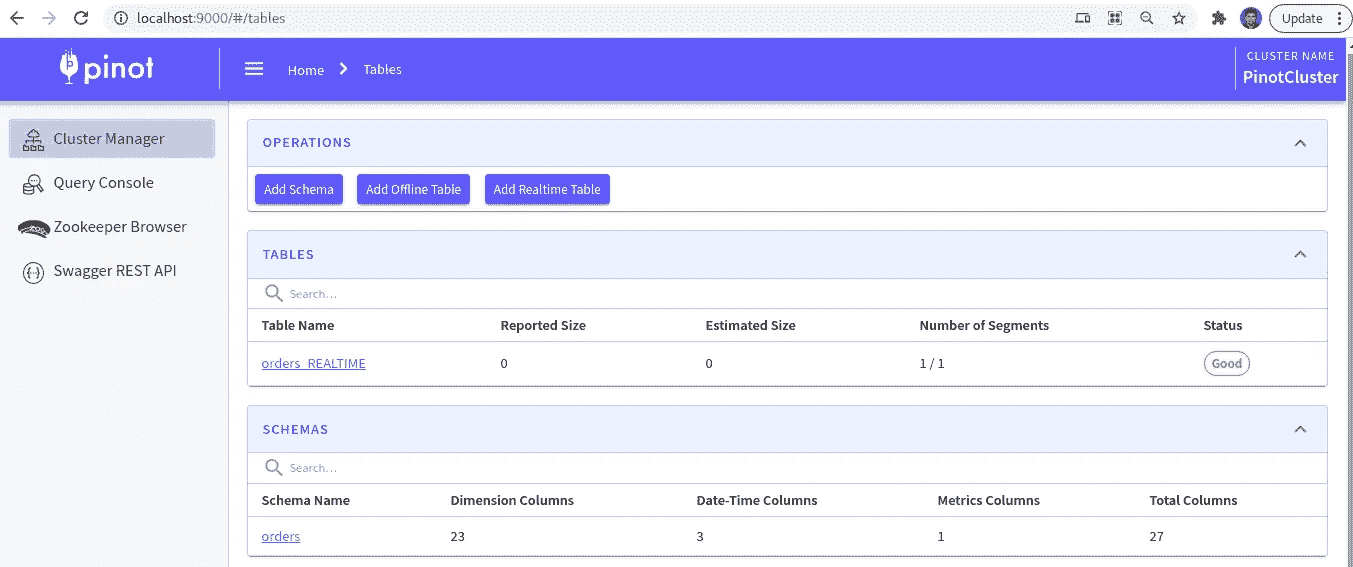 localhost:9000/#/tables
Update
pinot
Home
Tables
CLUSTER NAME
PinotCluster
Cluster Manager
Query Console
Zookeeper Browser
Swagger REST API
OPERATIONS
Add Schema Add Offline Table Add Realtime Table
TABLES
Search...
Table Name Reported Size Estimated Size Number of Segments Status
orders_REALTIME 0 0 1 / 1 Good
SCHEMAS
Search...
Schema Name Dimension Columns Date-Time Columns Metrics Columns Total Columns
orders 23 3 1 27